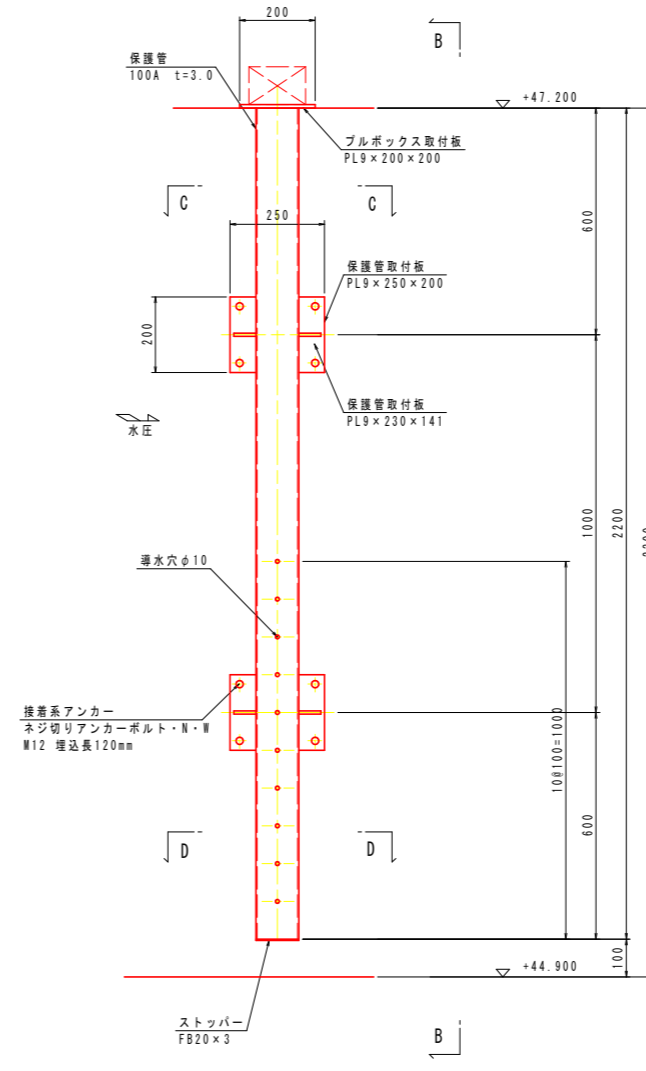 200
B
保護管
100A t=3.0
+47.200
プルボックス取付板
PL9×200×200
C
C
250
600
保護管取付板
PL9×250×200
200
保護管取付板
PL9×230×141
水圧
1000
2200
導水穴φ10
接着系アンカー
ネジ切りアンカーボルト・N・W
M12 埋込長120mm
10@100=1000
600
D
D
+44.900
100
ストッパー
FB20×3
B